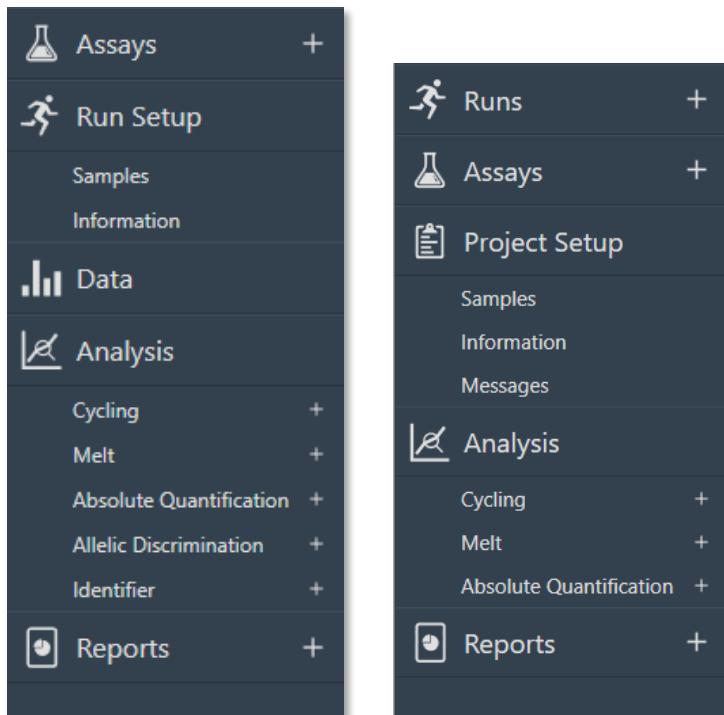 Assays +
Run Setup
Samples
Information
Data
Analysis
Cycling +
Melt +
Absolute Quantification +
Allelic Discrimination +
Identifier +
Reports +
Runs +
Assays +
Project Setup
Samples
Information
Messages
Analysis
Cycling +
Melt +
Absolute Quantification +
Reports +